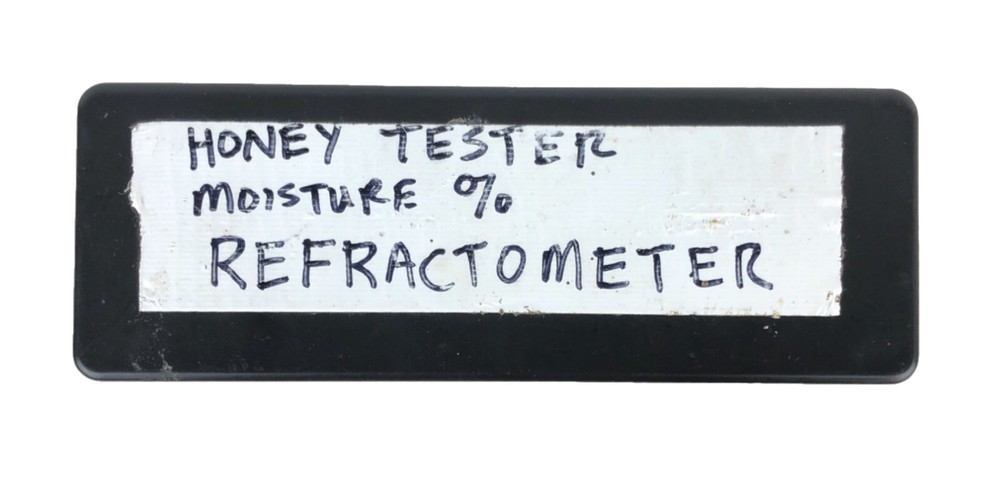 HONEY TESTER
MOISTURE %
REFRACTOMETER